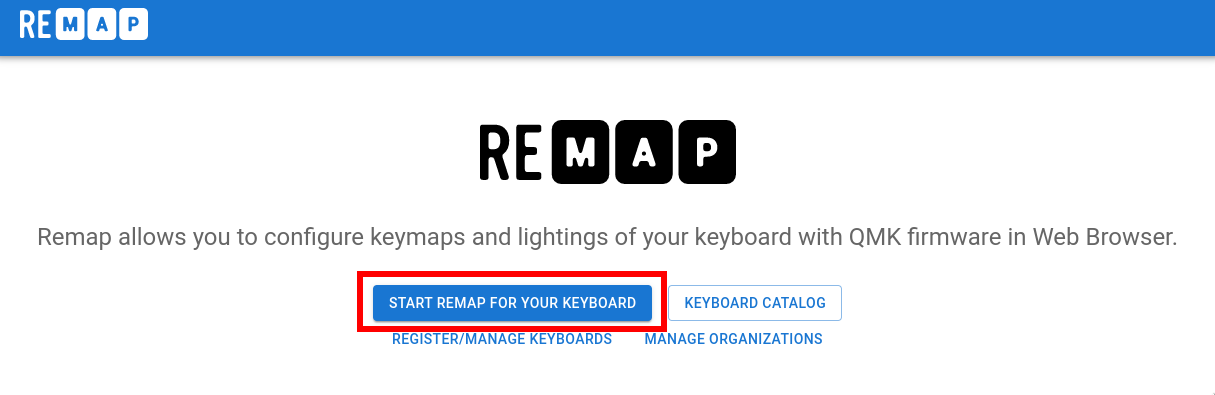 REMAP
REMAP
Remap allows you to configure keymaps and lightings of your keyboard with QMK firmware in Web Browser.
START REMAP FOR YOUR KEYBOARD KEYBOARD CATALOG
REGISTER/MANAGE KEYBOARDS MANAGE ORGANIZATIONS